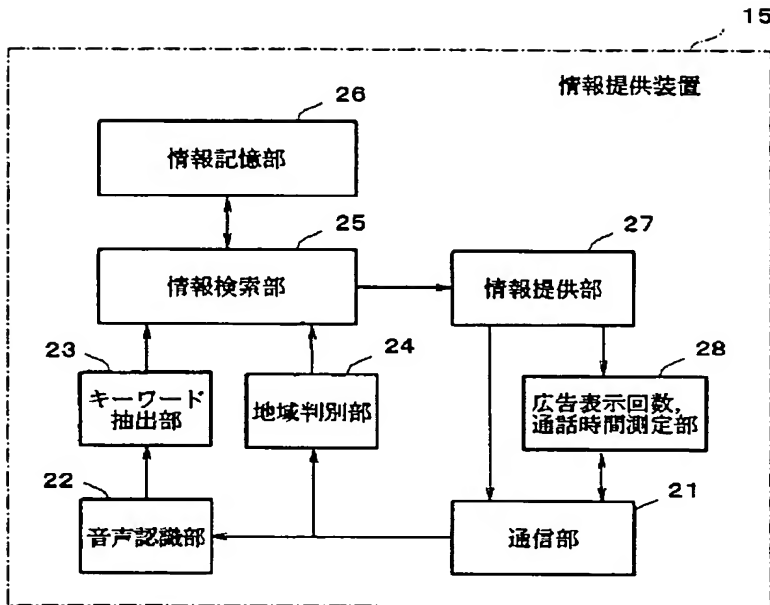 15
情報提供装置
26
情報記憶部
25
情報検索部
27
情報提供部
23
キーワード
抽出部
24
地域判別部
28
広告表示回数,
通話時間測定部
22
音声認識部
21
通信部